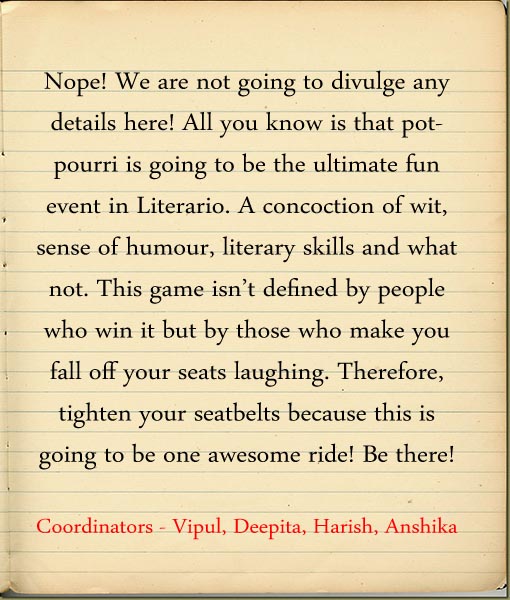 Nope! We are not going to divulge any
details here! All you know is that pot-
pourri is going to be the ultimate fun
event in Literario. A concoction of wit,
sense of humour, literary skills and what
not. This game isn’t defined by people
who win it but by those who make you
fall off your seats laughing. Therefore,
tighten your seatbelts because this is
going to be one awesome ride! Be there!
Coordinators - Vipul, Deepita, Harish, Anshika